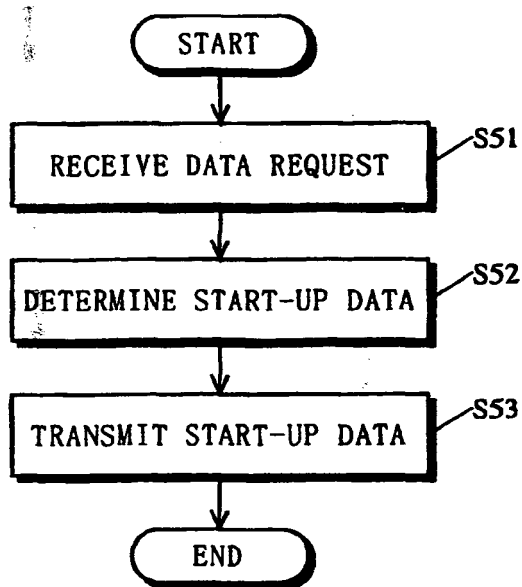 START
RECEIVE DATA REQUEST
S51
DETERMINE START-UP DATA
S52
TRANSMIT START-UP DATA
S53
END